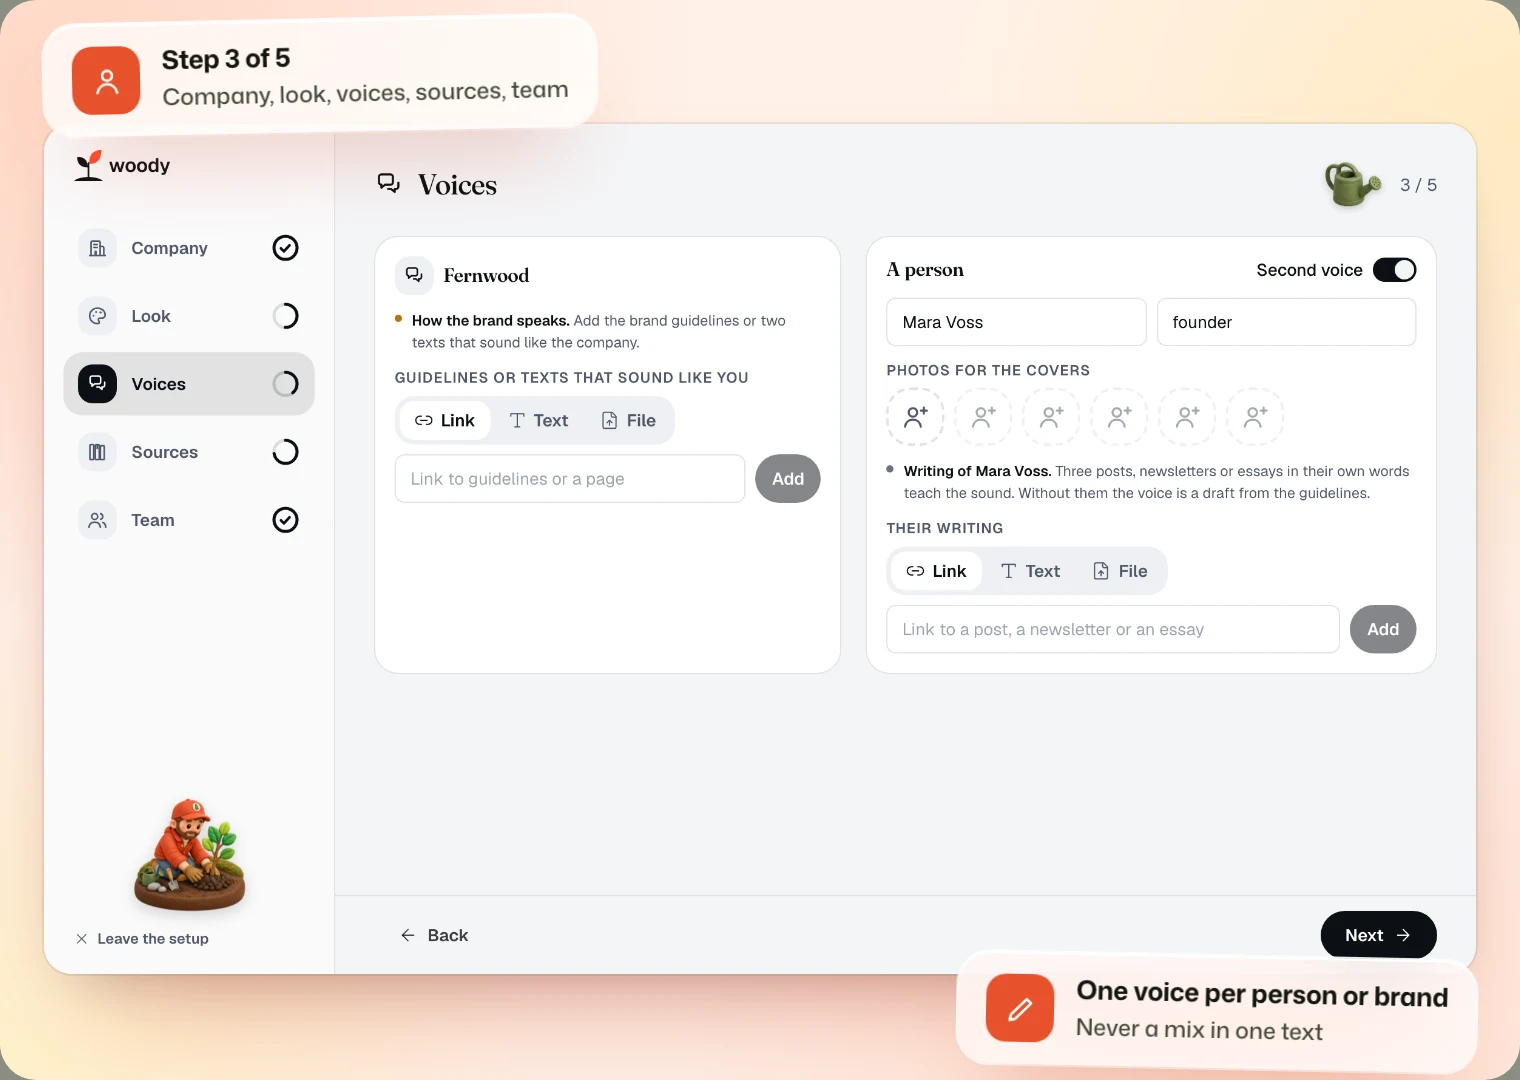 Step 3 of 5
Company, look, voices, sources, team
woody
Company
Look
Voices
Sources
Team
Leave the setup
Voices
3 / 5
Fernwood
How the brand speaks. Add the brand guidelines or two
texts that sound like the company.
GUIDELINES OR TEXTS THAT SOUND LIKE YOU
Link Text File
Link to guidelines or a page
Add
A person
Second voice
Mara Voss
founder
PHOTOS FOR THE COVERS
Writing of Mara Voss. Three posts, newsletters or essays in their own words
teach the sound. Without them the voice is a draft from the guidelines.
THEIR WRITING
Link Text File
Link to a post, a newsletter or an essay
Add
Back
Next
One voice per person or brand
Never a mix in one text